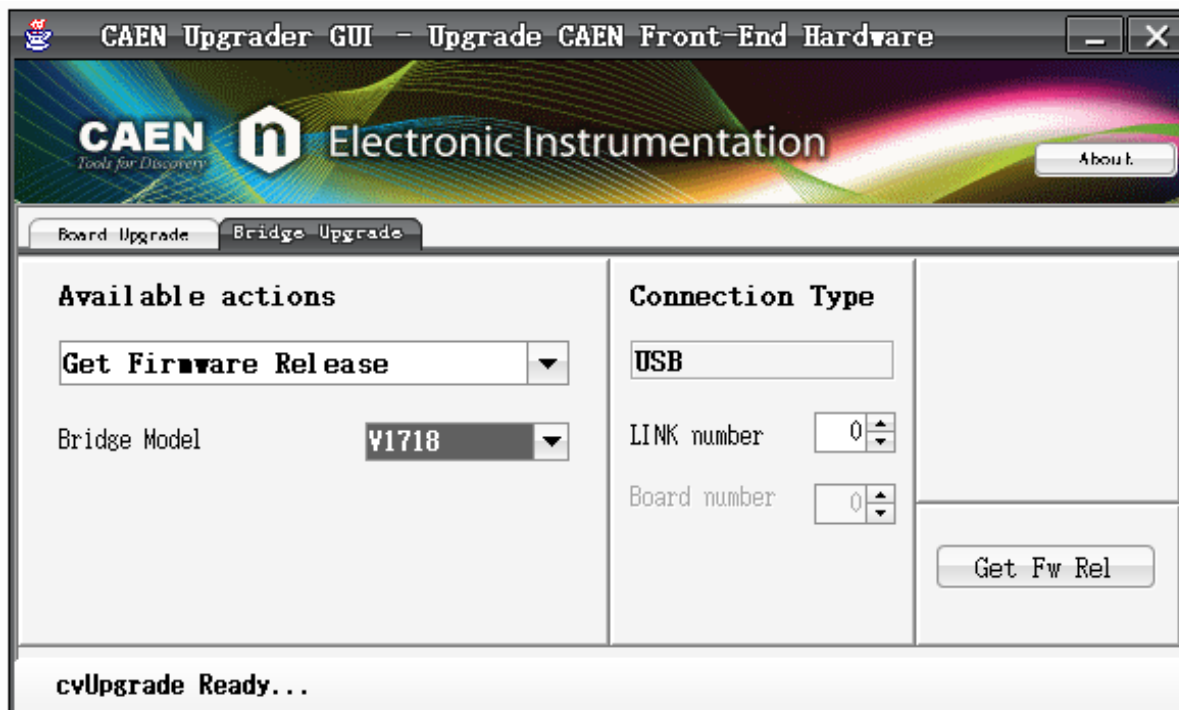 CAEN Upgrader GUI - Upgrade CAEN Front-End Hardware
CAEN n Electronic Instrumentation
Tools for Discovery
About
Board Upgrade Bridge Upgrade
Available actions
Get Firmware Release
Bridge Model V1718
Connection Type
USB
LINK number 0
Board number 0
Get Fw Rel
cvUpgrade Ready...